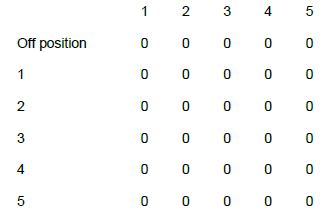 1 2 3 4 5
Off position 0 0 0 0 0
1 0 0 0 0 0
2 0 0 0 0 0
3 0 0 0 0 0
4 0 0 0 0 0
5 0 0 0 0 0